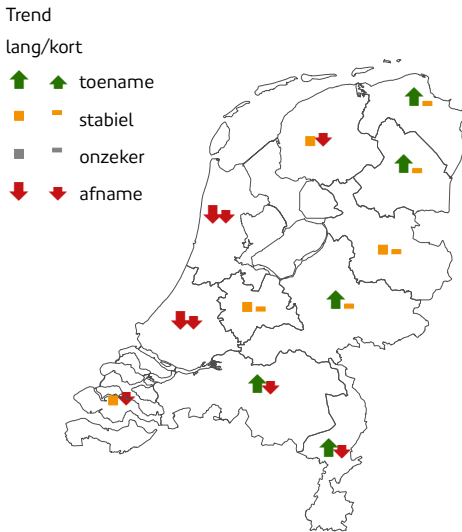 Trend
lang/kort
toename
stabiel
onzeker
afname